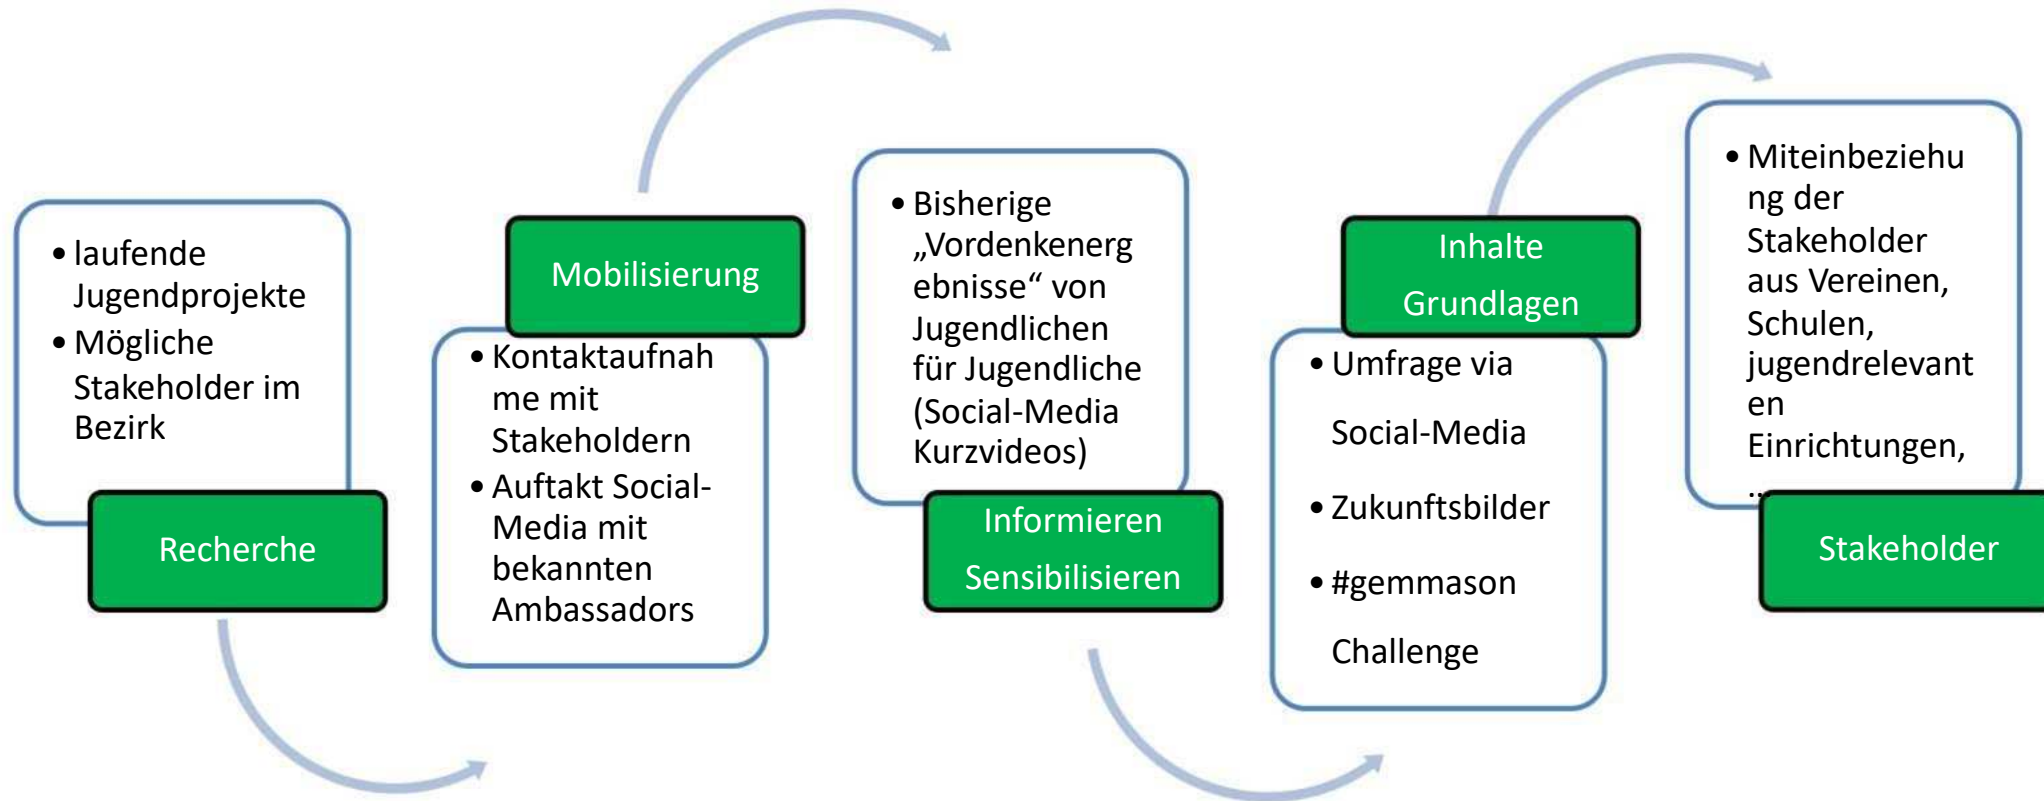 • laufende
Jugendprojekte
• Mögliche
Stakeholder im
Bezirk
Recherche
Mobilisierung
• Kontaktaufnah
me mit
Stakeholdern
• Auftakt Social-
Media mit
bekannten
Ambassadors
• Bisherige
„Vordenkenerg
ebnisse“ von
Jugendlichen
für Jugendliche
(Social-Media
Kurzvideos)
Informieren
Sensibilisieren
Inhalte
Grundlagen
• Umfrage via
Social-Media
• Zukunftsbilder
• #gemmason
Challenge
• Miteinbeziehu
ng der
Stakeholder
aus Vereinen,
Schulen,
jugendrelevant
en
Einrichtungen,
...
Stakeholder